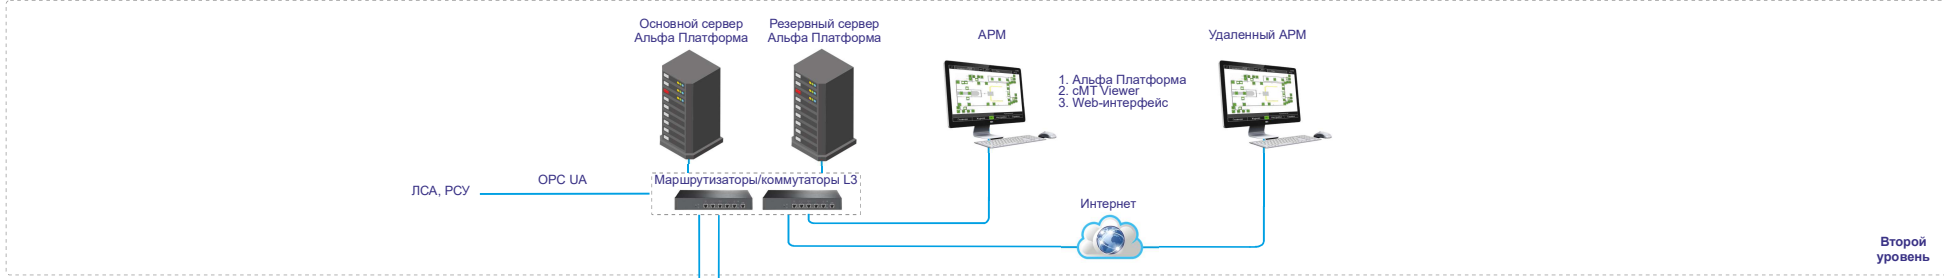 Основной сервер
Альфа Платформа
Резервный сервер
Альфа Платформа
АРМ
Удаленный АРМ
1. Альфа Платформа
2. cMT Viewer
3. Web-интерфейс
ЛСА, РСУ
OPC UA
Маршрутизаторы/коммутаторы L3
Интернет
Второй
уровень